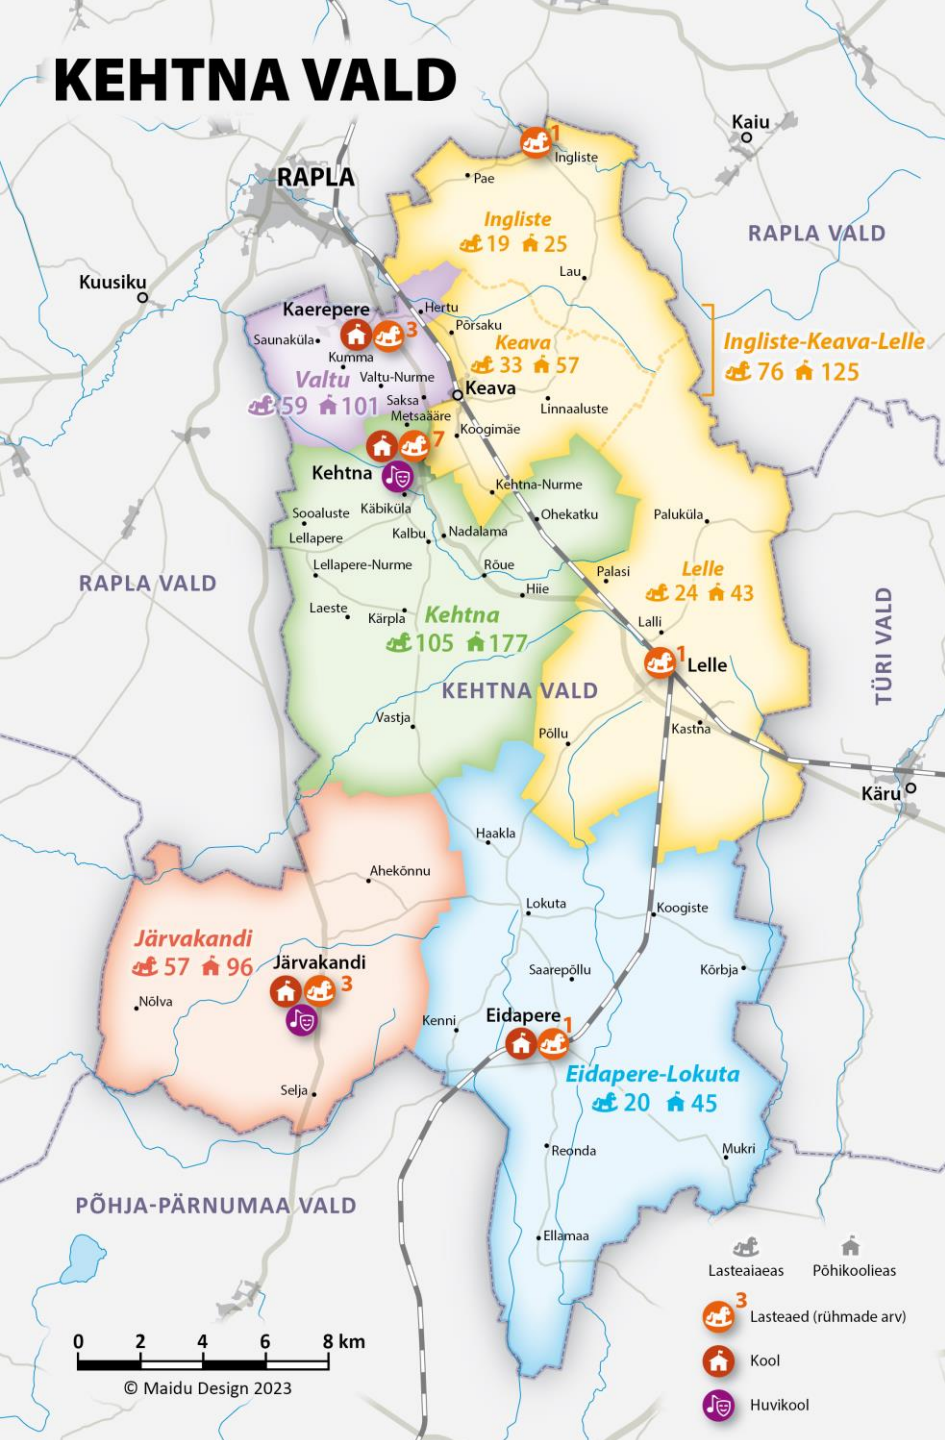 KEHTNA VALD
1
Ingliste
Kaiu
RAPLA
Pae
Ingliste
19 25
RAPLA VALD
Lau
Kuusiku
Kaerepere
Hertu
3
Saunaküla
Põrsaku
Kumma
Keava
33 57
Ingliste-Keava-Lelle
76 125
Valtu
Valtu-Nurme
59 101
Saksa
Keava
Metsaääre
Linnaaluste
Koogimäe
7
Kehtna
Kehtna-Nurme
Käbiküla
Sooaluste
Ohekatku
Paluküla
Lellapere
Kalbu
Nadalama
Lellapere-Nurme
Rõue
Palasi
Lelle
24 43
RAPLA VALD
Hiie
Laeste
Kärpla
Kehtna
105 177
Lalli
TÜRI VALD
1
Lelle
KEHTNA VALD
Vastja
Põllu
Kastna
Käru
Haakla
Ahekõnnu
Lokuta
Koogiste
Järvakandi
57 96
Järvakandi
3
Saarepõllu
Kõrbja
Nõlva
Kenni
Eidapere
1
Eidapere-Lokuta
20 45
Selja
Reonda
Mukri
PÕHJA-PÄRNUMAA VALD
Ellamaa
Lasteaiaeas
Põhikoolieas
3
Lasteaed (rühmade arv)
Kool
Huvikool
0 2 4 6 8 km
© Maidu Design 2023